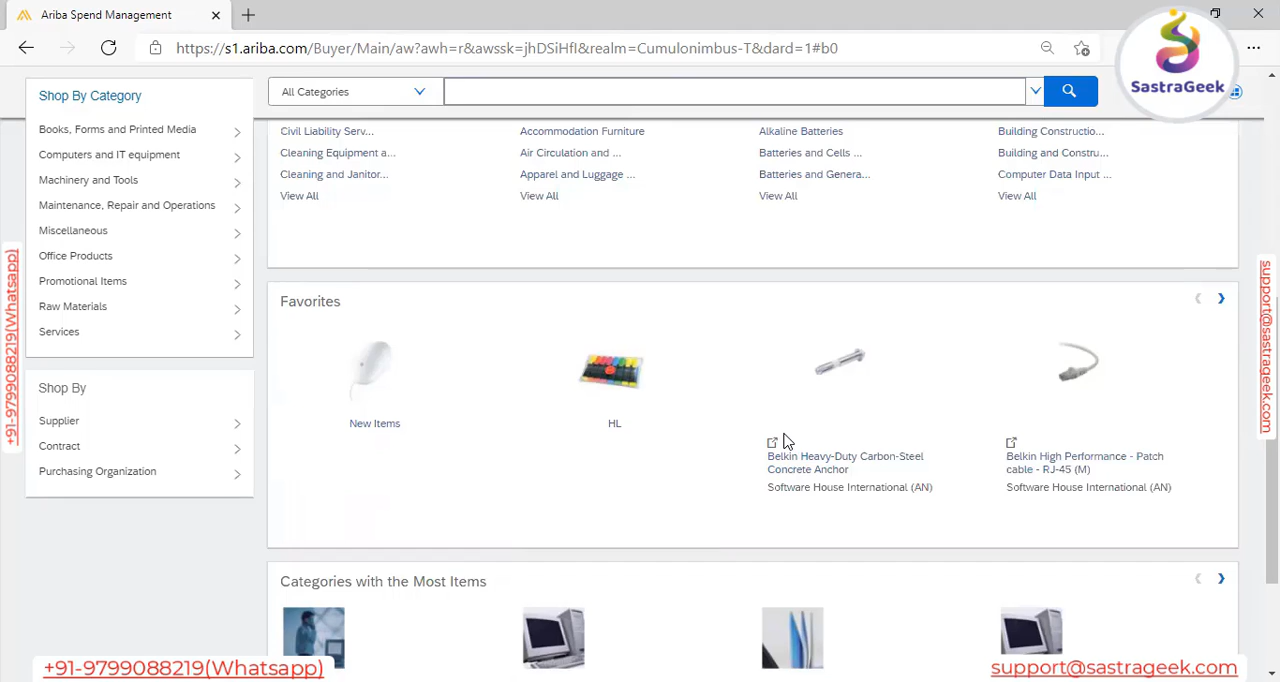 Ariba Spend Management
https://s1.ariba.com/Buyer/Main/aw?awh=r&awssk=jhDSiHfI&realm=Cumulonimbus-T&dard=1#b0
SastraGeek
Shop By Category
Books, Forms and Printed Media
Computers and IT equipment
Machinery and Tools
Maintenance, Repair and Operations
Miscellaneous
Office Products
Promotional Items
Raw Materials
Services
Shop By
Supplier
Contract
Purchasing Organization
All Categories
Civil Liability Serv...
Accommodation Furniture
Alkaline Batteries
Building Constructio...
Cleaning Equipment a...
Air Circulation and ...
Batteries and Cells ...
Building and Constru...
Cleaning and Janitor...
Apparel and Luggage ...
Batteries and Genera...
Computer Data Input ...
View All
View All
View All
View All
Favorites
New Items
HL
Belkin Heavy-Duty Carbon-Steel
Concrete Anchor
Software House International (AN)
Belkin High Performance - Patch
cable - RJ-45 (M)
Software House International (AN)
Categories with the Most Items
+91-9799088219(Whatsapp)
support@sastrageek.com
+91-9799088219(Whatsapp)
support@sastrageek.com